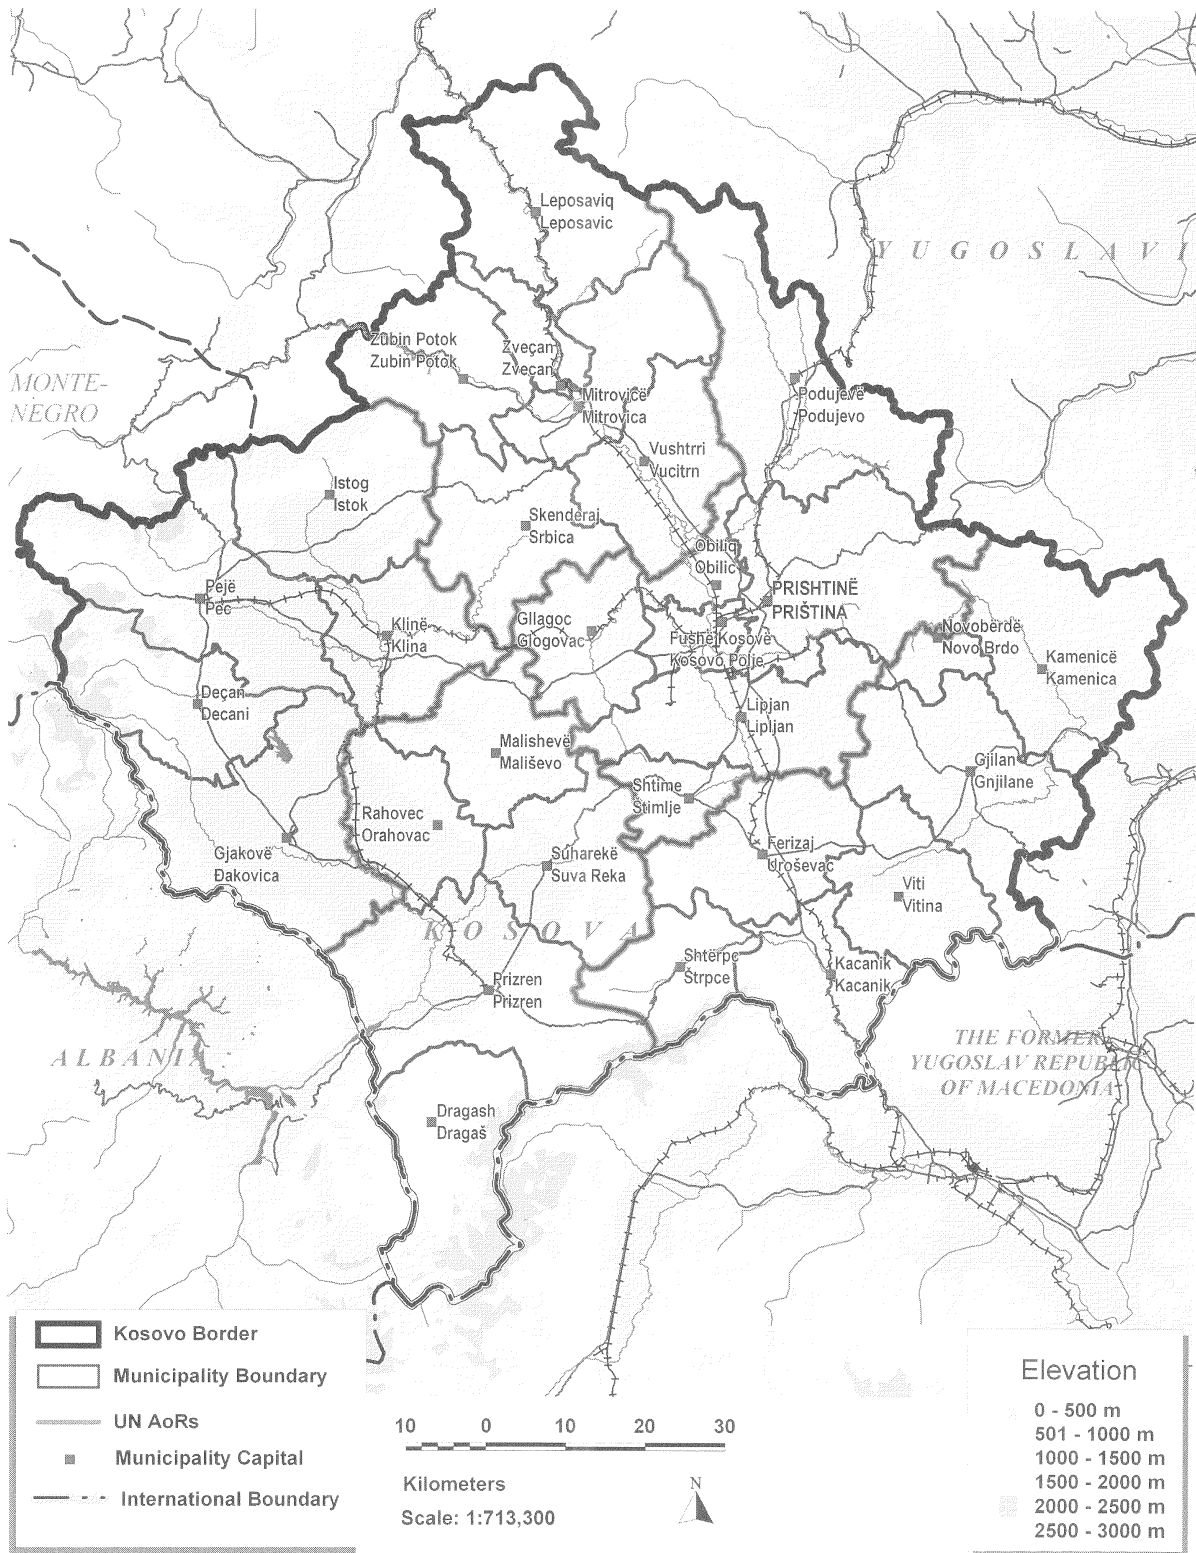 Leposaviq
Leposavic
YUGOSLAVI
Zubin Potok
Zubin Potok
Zveçan
Zvecan
MONTE-
NEGRO
Mitrovicë
Mitrovica
Podujevë
Podujevo
Vushtrri
Vucitrn
Istog
Istok
Skenderaj
Srbica
Obiliq
Obilic
Pejë
Pec
PRISHTINË
PRIŠTINA
Gllagoc
Glogovac
Klinë
Klina
Fushë Kosovë
Kosovo Polje
Novobërdë
Novo Brdo
Kamenicë
Kamenica
Deçan
Decani
Lipjan
Lipljan
Malishevë
Mališevo
Gjilan
Gnjilane
Shtime
Štimlje
Rahovec
Orahovac
Gjakovë
Đakovica
Suharekë
Suva Reka
Ferizaj
Uroševac
Viti
Vitina
KOSOVA
Shtërpc
Štrpce
Kacanik
Kacanik
Prizren
Prizren
ALBANIA
THE FORMER
YUGOSLAV REPUBLIC
OF MACEDONIA
Dragash
Dragaš
Kosovo Border
Municipality Boundary
UN AoRs
Municipality Capital
International Boundary
10 0 10 20 30
Kilometers
Scale: 1:713,300
N
Elevation
0 - 500 m
501 - 1000 m
1000 - 1500 m
1500 - 2000 m
2000 - 2500 m
2500 - 3000 m